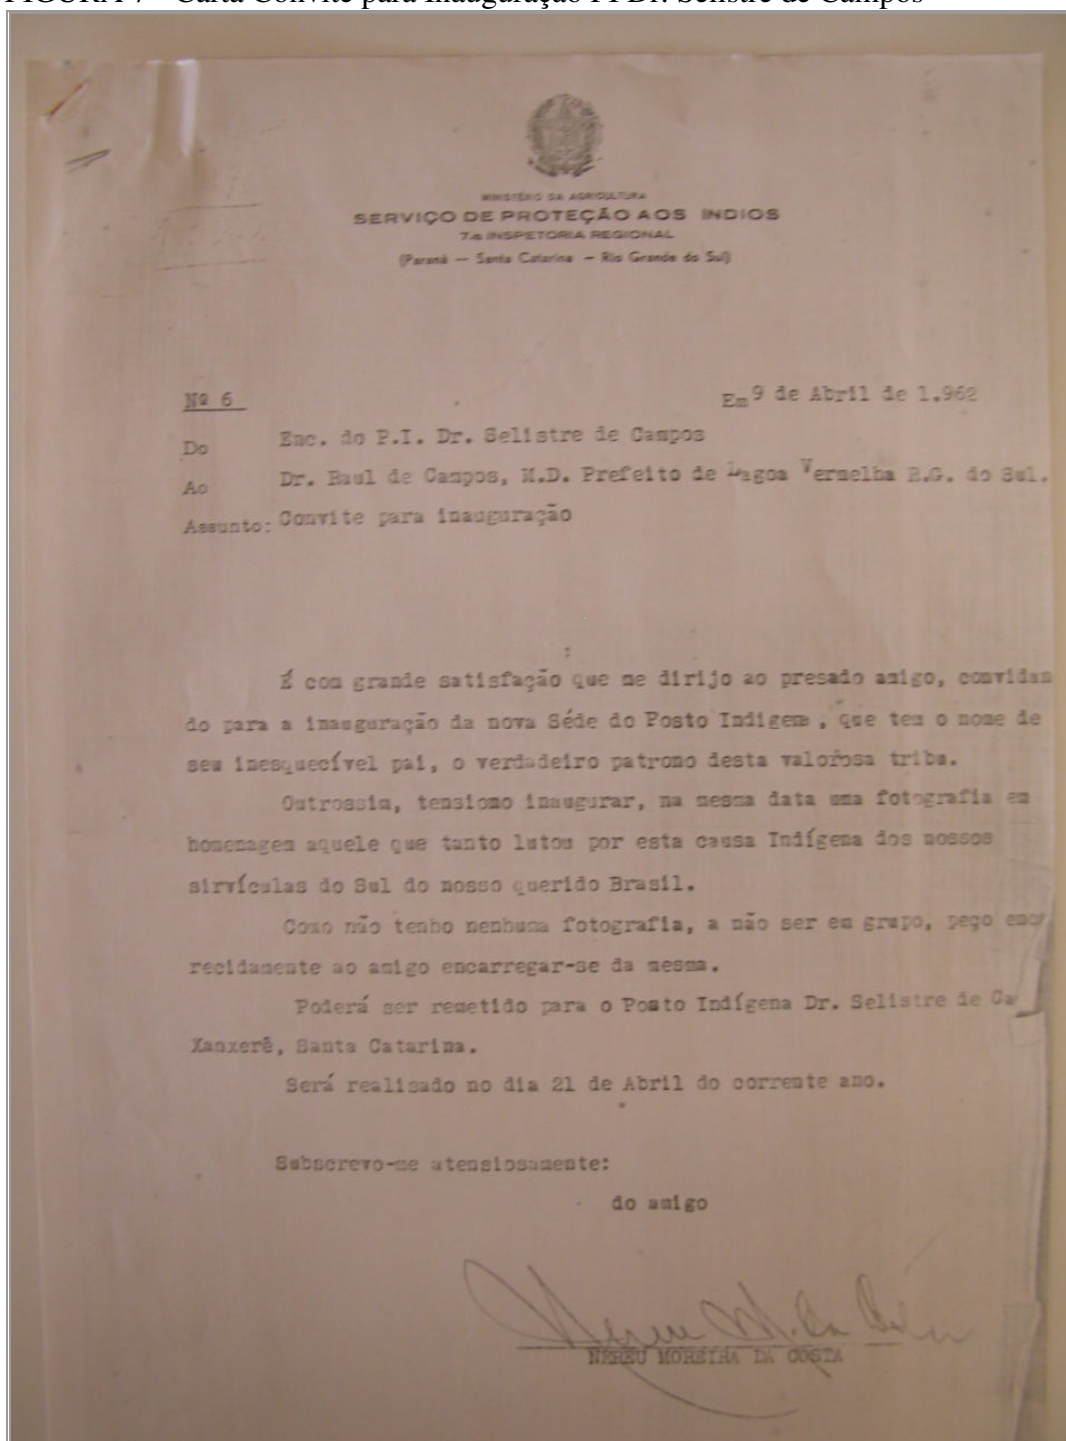 FIGURA 7 - Carta Convite para Inauguração PI Dr. Selistre de Campos
MINISTÉRIO DA AGRICULTURA
SERVIÇO DE PROTEÇÃO AOS INDIOS
7.a INSPETORIA REGIONAL
(Paraná — Santa Catarina — Rio Grande do Sul)
Nº 6 Em 9 de Abril de 1.962
Do Enc. do P.I. Dr. Selistre de Campos
Ao Dr. Raul de Campos, M.D. Prefeito de Lagoa Vermelha R.G. do Sul.
Assunto: Convite para inauguração
É com grande satisfação que me dirijo ao presado amigo, convidan
do para a inauguração da nova Séde do Posto Indigena, que tem o nome de
seu inesquecível pai, o verdadeiro patrono desta valorosa tribu.
Outrossim, tensiono inaugurar, na mesma data uma fotografia em
homenagem aquele que tanto lutou por esta causa Indígena dos nossos
sirvículas do Sul do nosso querido Brasil.
Como não tenho nenhuma fotografia, a não ser em grupo, peço enca
recidamente ao amigo encarregar-se da mesma.
Poderá ser remetido para o Posto Indígena Dr. Selistre de Ca
Xanxerê, Santa Catarina.
Será realisado no dia 21 de Abril do corrente ano.
Subscrevo-me atensiosamente:
do amigo
Nereu M. da Costa
NEREU MOREIRA DA COSTA